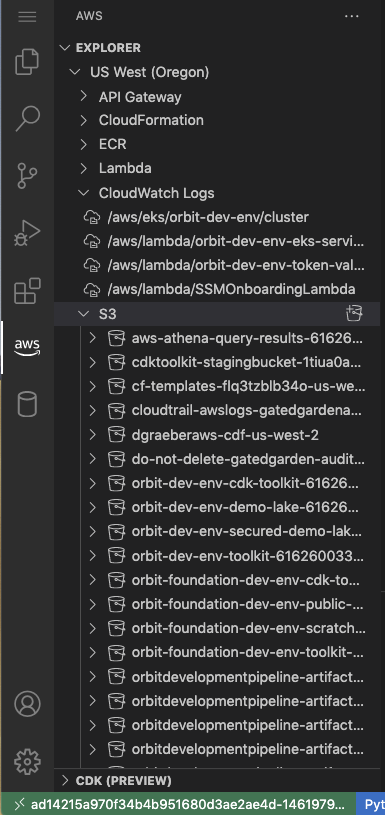 AWS
EXPLORER
US West (Oregon)
API Gateway
CloudFormation
ECR
Lambda
CloudWatch Logs
/aws/eks/orbit-dev-env/cluster
/aws/lambda/orbit-dev-env-eks-servi...
/aws/lambda/orbit-dev-env-token-val...
/aws/lambda/SSMOnboardingLambda
aws
S3
aws-athena-query-results-61626...
cdktoolkit-stagingbucket-1tiua0a...
cf-templates-flq3tzblb34o-us-we...
cloudtrail-awslogs-gatedgardena...
dgraeberaws-cdf-us-west-2
do-not-delete-gatedgarden-audit...
orbit-dev-env-cdk-toolkit-61626...
orbit-dev-env-demo-lake-61626...
orbit-dev-env-secured-demo-lak...
orbit-dev-env-toolkit-616260033...
orbit-foundation-dev-env-cdk-to...
orbit-foundation-dev-env-public-...
orbit-foundation-dev-env-scratch...
orbit-foundation-dev-env-toolkit-...
orbitdevelopmentpipeline-artifact...
orbitdevelopmentpipeline-artifact...
orbitdevelopmentpipeline-artifact...
orbitdevelopmentpipeline-artifact...
CDK (PREVIEW)
ad14215a970f34b4b951680d3ae2ae4d-1461979... Pyt